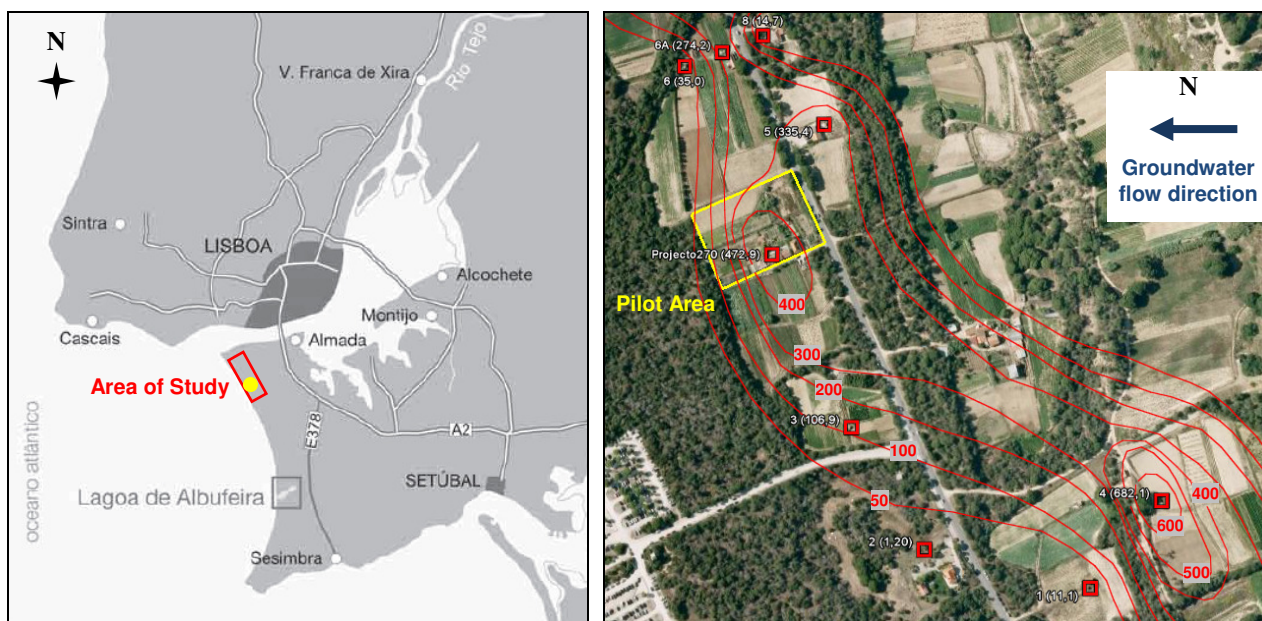 N
V. Franca de Xira
Rio Tejo
Sintra
LISBOA
Alcochete
Cascais
Almada
Montijo
Area of Study
oceano atlântico
E378
A2
Lagoa de Albufeira
SETÚBAL
Sesimbra
8 (14,7)
6A (274,2)
6 (35,0)
N
5 (335,4)
Groundwater
flow direction
Projecto270 (472,9)
Pilot Area
400
300
200
3 (106,9)
100
50
4 (682,1)
400
600
500
2 (1,20)
1 (11,1)